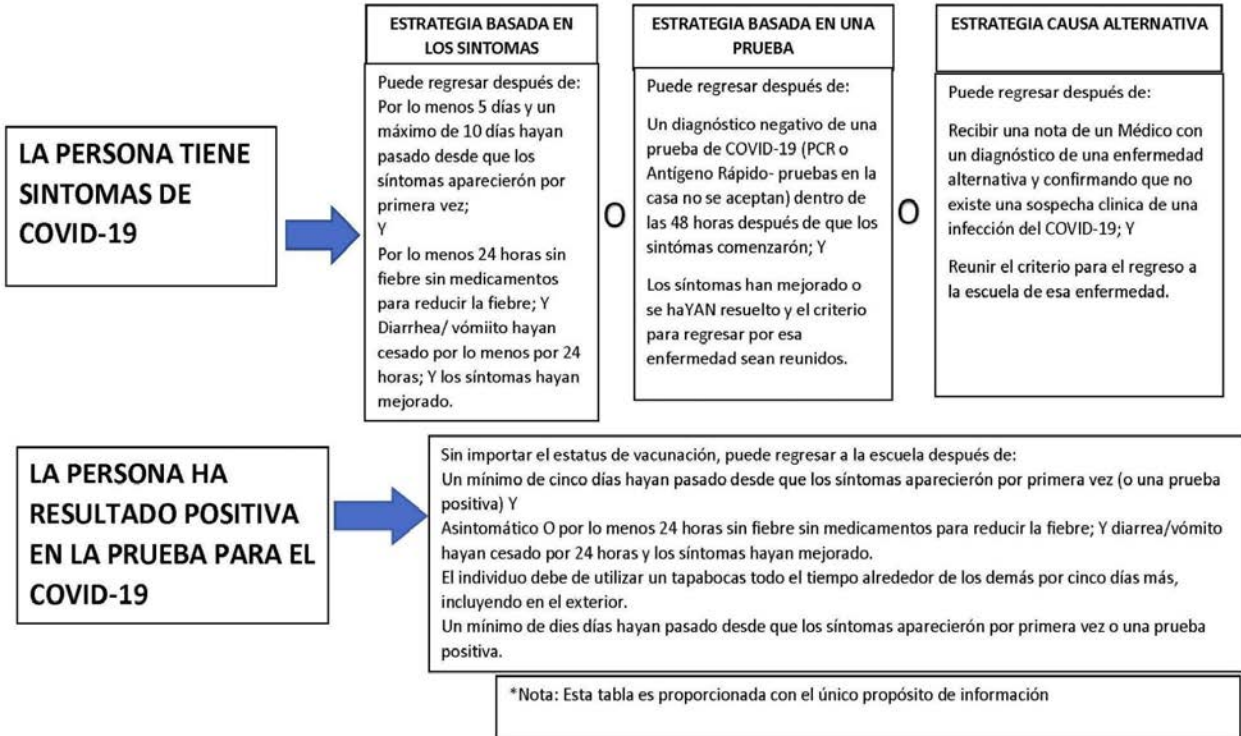 LA PERSONA TIENE
SINTOMAS DE
COVID-19
ESTRATEGIA BASADA EN
LOS SINTOMAS
Puede regresar después de:
Por lo menos 5 días y un
máximo de 10 días hayan
pasado desde que los
síntomas aparecierón por
primera vez;
Y
Por lo menos 24 horas sin
fiebre sin medicamentos
para reducir la fiebre; Y
Diarrhea/ vómiito hayan
cesado por lo menos por 24
horas; Y los síntomas hayan
mejorado.
O
ESTRATEGIA BASADA EN UNA
PRUEBA
Puede regresar después de:
Un diagnóstico negativo de una
prueba de COVID-19 (PCR o
Antígeno Rápido- pruebas en la
casa no se aceptan) dentro de
las 48 horas después de que los
sintómas comenzarón; Y
Los síntomas han mejorado o
se haYAN resuelto y el criterio
para regresar por esa
enfermedad sean reunidos.
O
ESTRATEGIA CAUSA ALTERNATIVA
Puede regresar después de:
Recibir una nota de un Médico con
un diagnóstico de una enfermedad
alternativa y confirmando que no
existe una sospecha clinica de una
infección del COVID-19; Y
Reunir el criterio para el regreso a
la escuela de esa enfermedad.
LA PERSONA HA
RESULTADO POSITIVA
EN LA PRUEBA PARA EL
COVID-19
Sin importar el estatus de vacunación, puede regresar a la escuela después de:
Un mínimo de cinco días hayan pasado desde que los síntomas aparecierón por primera vez (o una prueba
positiva) Y
Asintomático O por lo menos 24 horas sin fiebre sin medicamentos para reducir la fiebre; Y diarrea/vómito
hayan cesado por 24 horas y los síntomas hayan mejorado.
El individuo debe de utilizar un tapabocas todo el tiempo alrededor de los demás por cinco días más,
incluyendo en el exterior.
Un mínimo de dies días hayan pasado desde que los síntomas aparecierón por primera vez o una prueba
positiva.
*Nota: Esta tabla es proporcionada con el único propósito de información